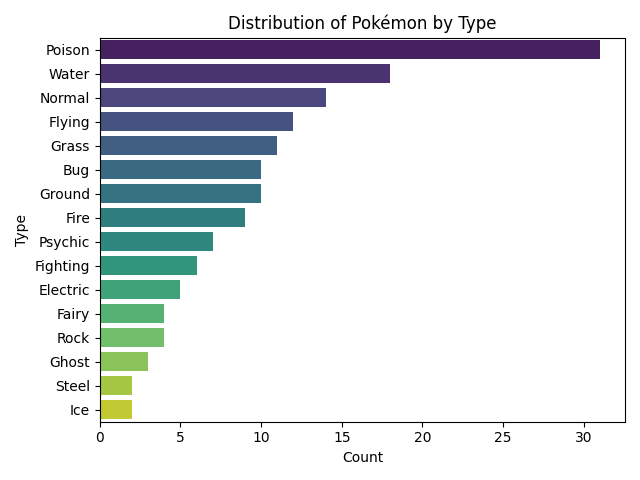 Distribution of Pokémon by Type
Type
Poison
Water
Normal
Flying
Grass
Bug
Ground
Fire
Psychic
Fighting
Electric
Fairy
Rock
Ghost
Steel
Ice
0 5 10 15 20 25 30
Count